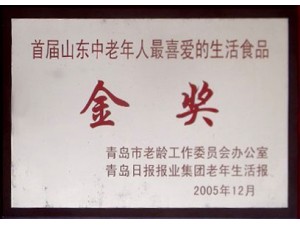 首届山东中老年人最喜爱的生活食品
金奖
青岛市老龄工作委员会办公室
青岛日报报业集团老年生活报
2005年12月